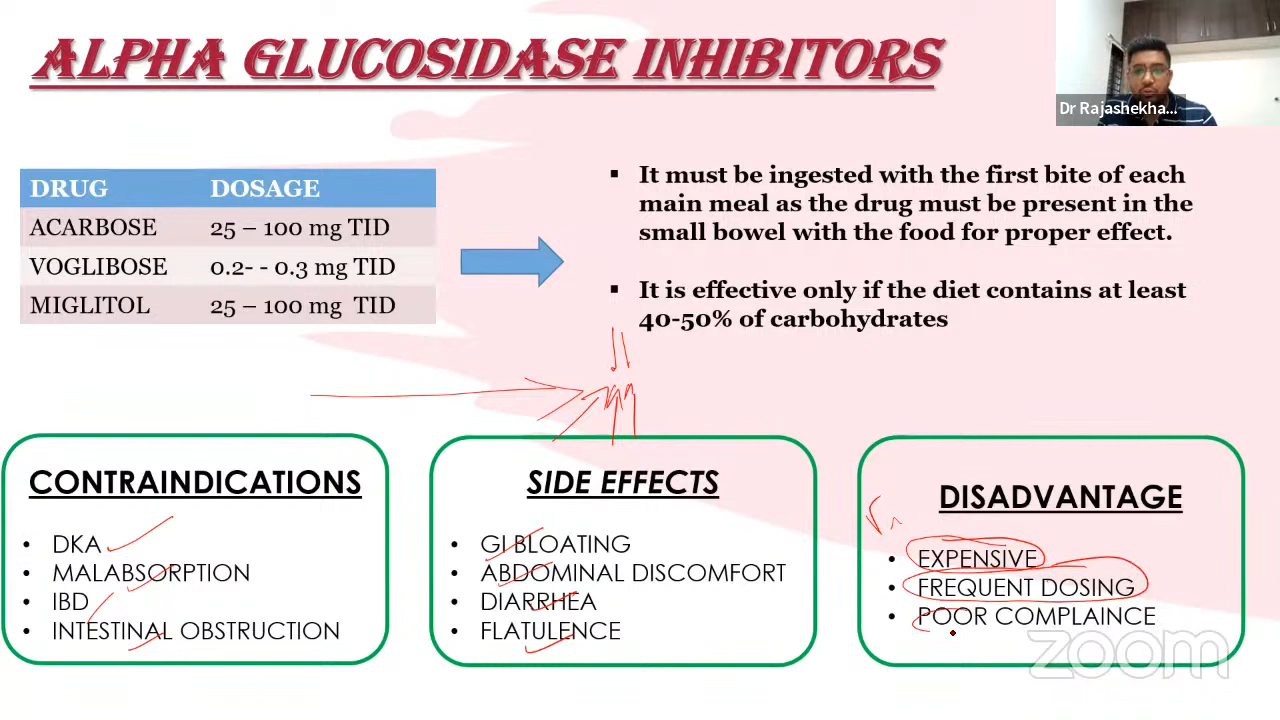 ALPHA GLUCOSIDASE INHIBITORS
Dr Rajashekha...
DRUG DOSAGE
ACARBOSE 25 – 100 mg TID
VOGLIBOSE 0.2- - 0.3 mg TID
MIGLITOL 25 – 100 mg TID
▪ It must be ingested with the first bite of each
main meal as the drug must be present in the
small bowel with the food for proper effect.
▪ It is effective only if the diet contains at least
40-50% of carbohydrates
CONTRAINDICATIONS
• DKA
• MALABSORPTION
• IBD
• INTESTINAL OBSTRUCTION
SIDE EFFECTS
• GI BLOATING
• ABDOMINAL DISCOMFORT
• DIARRHEA
• FLATULENCE
DISADVANTAGE
• EXPENSIVE
• FREQUENT DOSING
• POOR COMPLAINCE
zoom